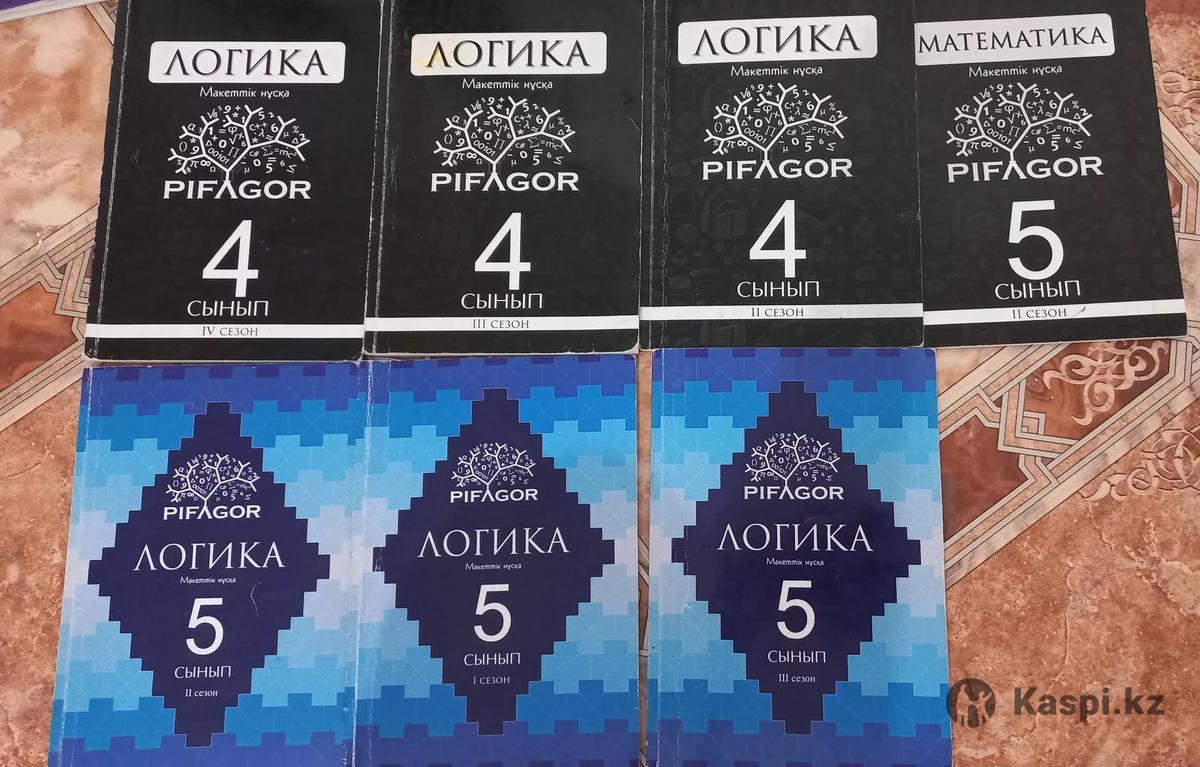 ЛОГИКА
Макеттік нұсқа
PIFAGOR
4
СЫНЫП
IV СЕЗОН
ЛОГИКА
Макеттік нұсқа
PIFAGOR
4
СЫНЫП
III СЕЗОН
ЛОГИКА
Макеттік нұсқа
PIFAGOR
4
СЫНЫП
II СЕЗОН
МАТЕМАТИКА
Макеттік нұсқа
PIFAGOR
5
СЫНЫП
II СЕЗОН
PIFAGOR
ЛОГИКА
Макеттік нұсқа
5
СЫНЫП
II сезон
PIFAGOR
ЛОГИКА
Макеттік нұсқа
5
СЫНЫП
I СЕЗОН
PIFAGOR
ЛОГИКА
Макеттік нұсқа
5
СЫНЫП
III сезон
Kaspi.kz